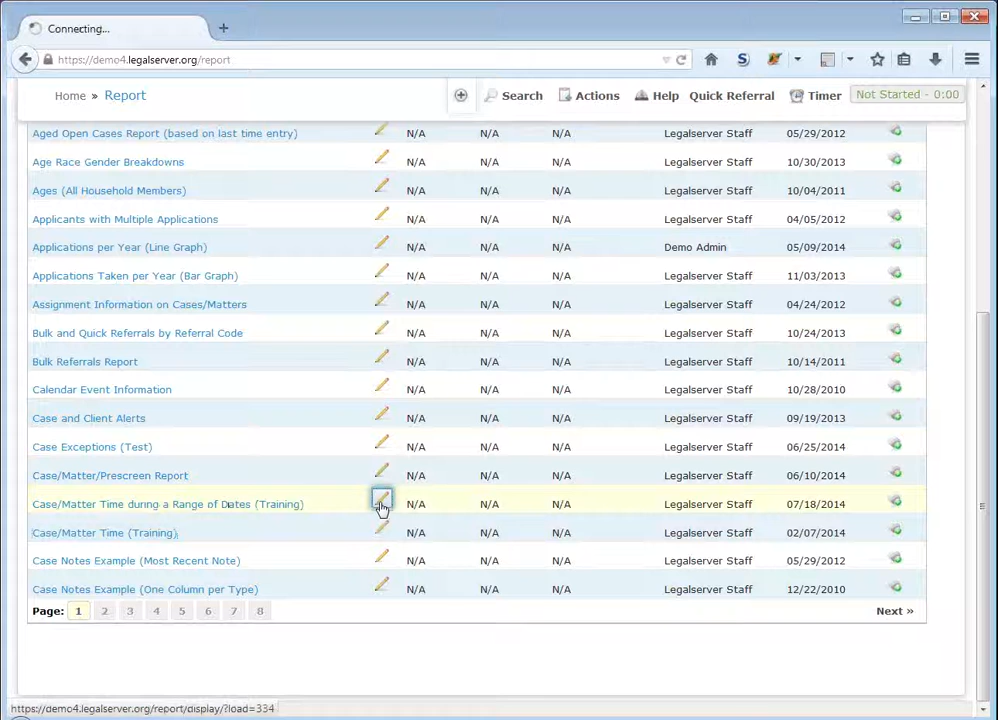 Connecting...
https://demo4.legalserver.org/report
Home » Report Search Actions Help Quick Referral Timer Not Started - 0:00
Aged Open Cases Report (based on last time entry) N/A N/A N/A Legalserver Staff 05/29/2012
Age Race Gender Breakdowns N/A N/A N/A Legalserver Staff 10/30/2013
Ages (All Household Members) N/A N/A N/A Legalserver Staff 10/04/2011
Applicants with Multiple Applications N/A N/A N/A Legalserver Staff 04/05/2012
Applications per Year (Line Graph) N/A N/A N/A Demo Admin 05/09/2014
Applications Taken per Year (Bar Graph) N/A N/A N/A Legalserver Staff 11/03/2013
Assignment Information on Cases/Matters N/A N/A N/A Legalserver Staff 04/24/2012
Bulk and Quick Referrals by Referral Code N/A N/A N/A Legalserver Staff 10/24/2013
Bulk Referrals Report N/A N/A N/A Legalserver Staff 10/14/2011
Calendar Event Information N/A N/A N/A Legalserver Staff 10/28/2010
Case and Client Alerts N/A N/A N/A Legalserver Staff 09/19/2013
Case Exceptions (Test) N/A N/A N/A Legalserver Staff 06/25/2014
Case/Matter/Prescreen Report N/A N/A N/A Legalserver Staff 06/10/2014
Case/Matter Time during a Range of Dates (Training) N/A N/A N/A Legalserver Staff 07/18/2014
Case/Matter Time (Training) N/A N/A N/A Legalserver Staff 02/07/2014
Case Notes Example (Most Recent Note) N/A N/A N/A Legalserver Staff 05/29/2012
Case Notes Example (One Column per Type) N/A N/A N/A Legalserver Staff 12/22/2010
Page: 1 2 3 4 5 6 7 8 Next »
https://demo4.legalserver.org/report/display/?load=334